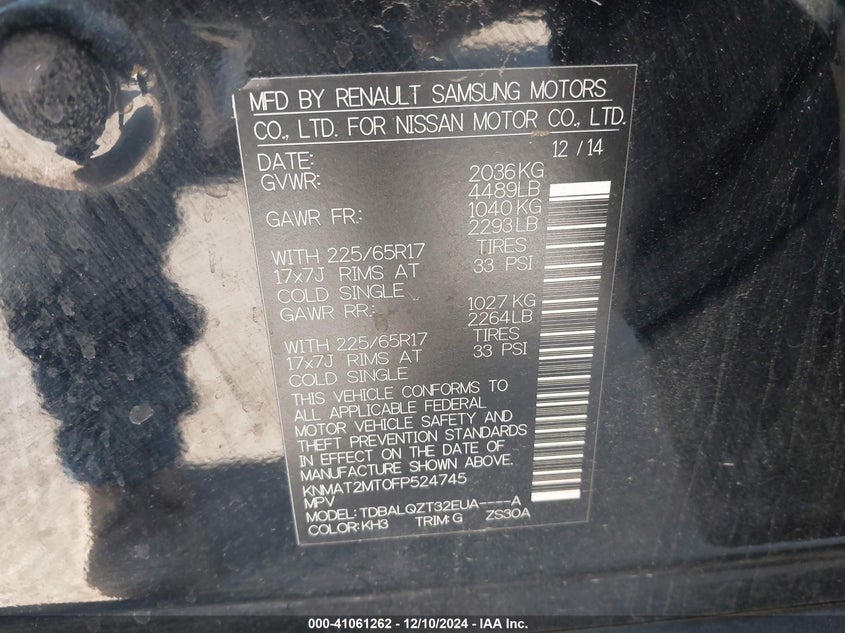 MFD BY RENAULT SAMSUNG MOTORS
CO., LTD. FOR NISSAN MOTOR CO., LTD.
DATE: 12 / 14
GVWR: 2036KG
4489LB
GAWR FR.: 1040KG
2293LB
WITH 225/65R17 TIRES
17x7J RIMS AT 33 PSI
COLD SINGLE
GAWR RR.: 1027KG
2264LB
WITH 225/65R17 TIRES
17x7J RIMS AT 33 PSI
COLD SINGLE
THIS VEHICLE CONFORMS TO
ALL APPLICABLE FEDERAL
MOTOR VEHICLE SAFETY AND
THEFT PREVENTION STANDARDS
IN EFFECT ON THE DATE OF
MANUFACTURE SHOWN ABOVE.
KNMAT2MT0FP524745
MPV
MODEL: TDBALQZT32EUA----A
COLOR: KH3 TRIM: G ZS30A
000-41061262 - 12/10/2024 - IAA Inc.